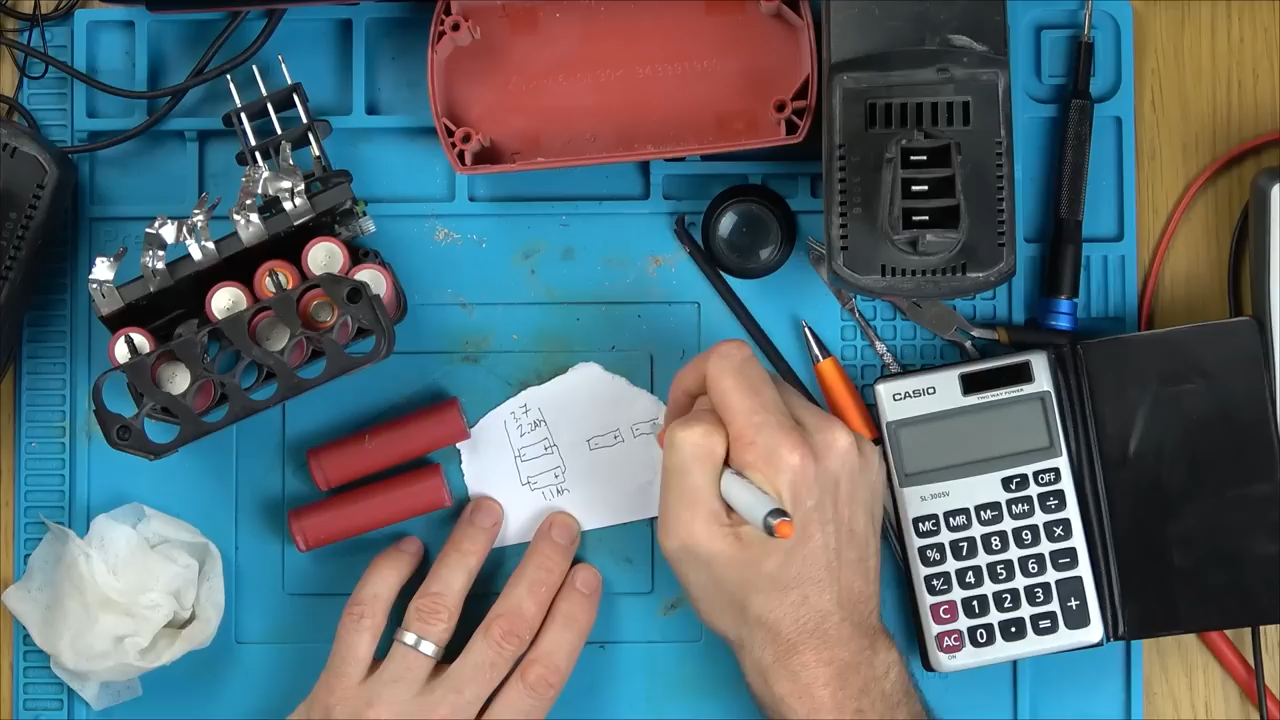 3.7
2.2Ah
- +
- +
1.1Ah
- +
-
CASIO
TWO WAY POWER
SL-300SV
√ OFF
MC MR M- M+ ÷
% 7 8 9 ×
+/- 4 5 6 −
C 1 2 3 +
AC 0 . =
ON